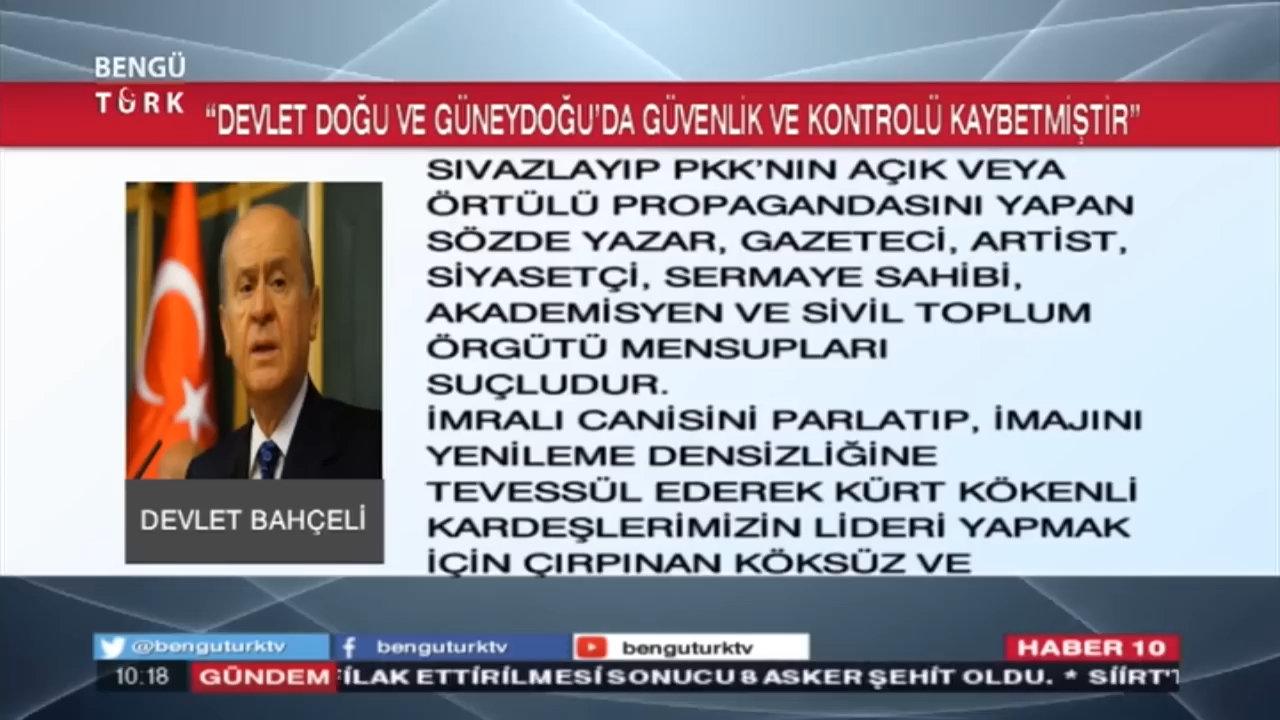 BENGÜ
TÜRK
“DEVLET DOĞU VE GÜNEYDOĞU’DA GÜVENLİK VE KONTROLÜ KAYBETMİŞTİR”
SIVAZLAYIP PKK’NIN AÇIK VEYA
ÖRTÜLÜ PROPAGANDASINI YAPAN
SÖZDE YAZAR, GAZETECİ, ARTİST,
SİYASETÇİ, SERMAYE SAHİBİ,
AKADEMİSYEN VE SİVİL TOPLUM
ÖRGÜTÜ MENSUPLARI
SUÇLUDUR.
İMRALI CANİSİNİ PARLATIP, İMAJINI
YENİLEME DENSİZLİĞİNE
TEVESSÜL EDEREK KÜRT KÖKENLİ
KARDEŞLERİMİZİN LİDERİ YAPMAK
İÇİN ÇIRPINAN KÖKSÜZ VE
DEVLET BAHÇELİ
@benguturktv benguturktv benguturktv
HABER 10
10:18 GÜNDEM FİLAK ETTİRİLMESİ SONUCU 8 ASKER ŞEHİT OLDU. * SİİRT'T